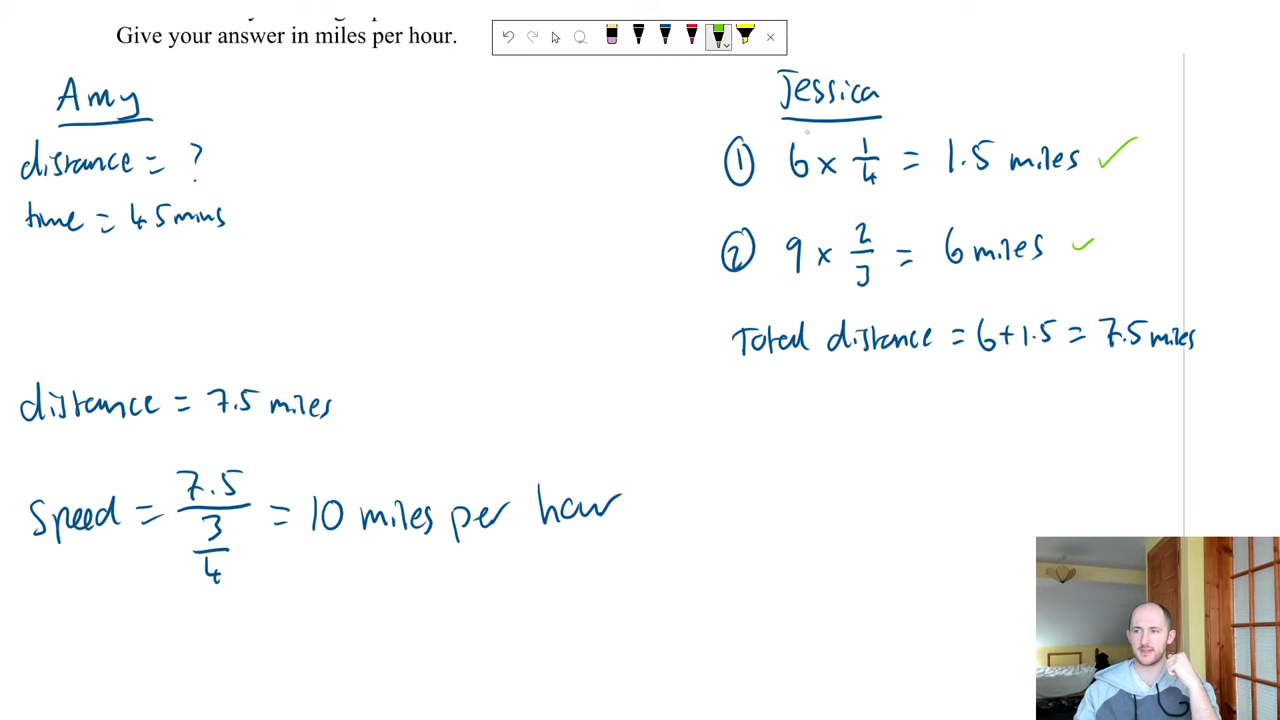 Give your answer in miles per hour.
Amy
distance = ?
time = 45mins
distance = 7.5 miles
Speed = 7.5 / 3/4 = 10 miles per hour
Jessica
① 6 × 1/4 = 1.5 miles ✓
② 9 × 2/3 = 6 miles ✓
Total distance = 6+1.5 = 7.5 miles